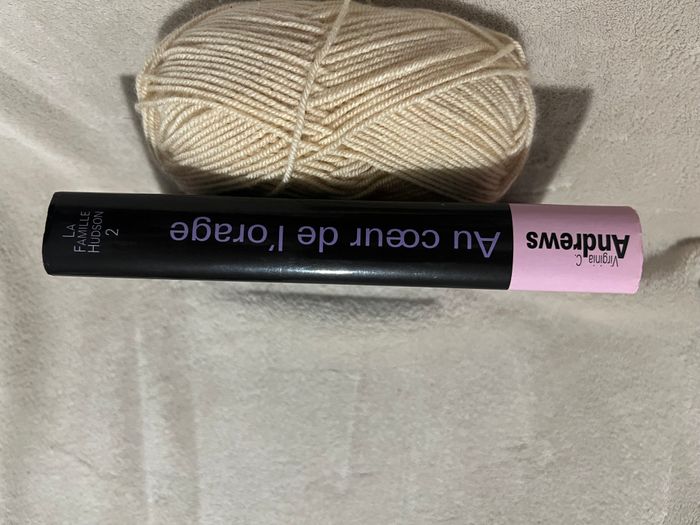 Virginia C.
Andrews
Au cœur de l'orage
LA
FAMILLE
HUDSON
2